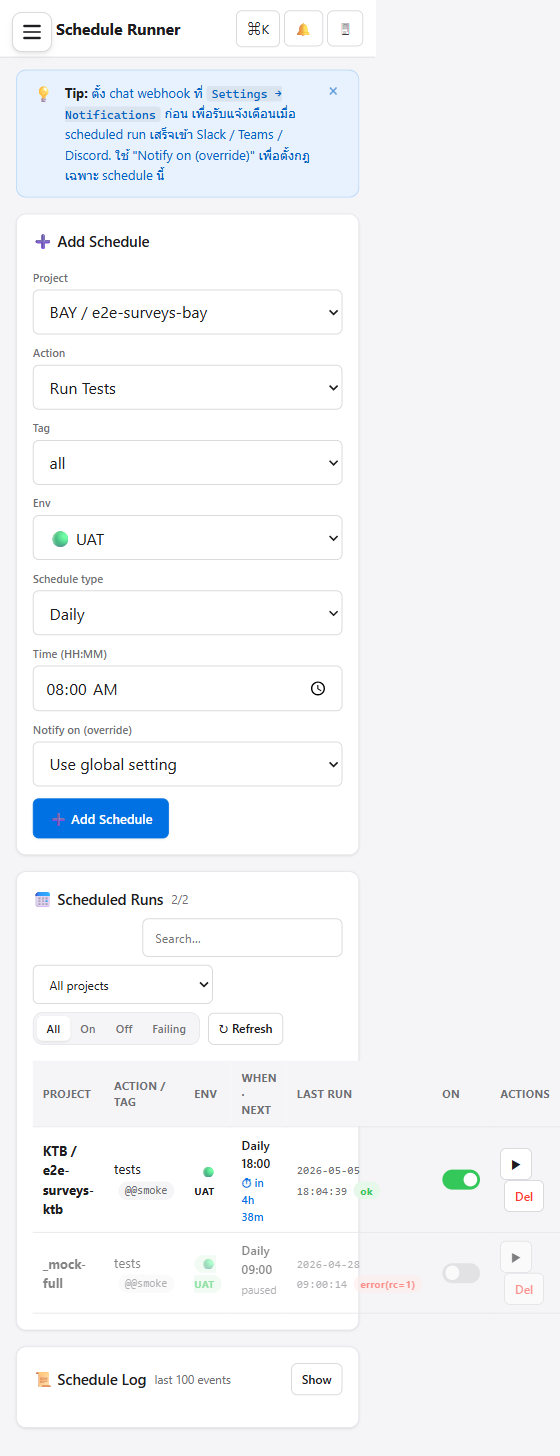 Schedule Runner
⌘K
Tip: ตั้ง chat webhook ที่ Settings →
Notifications ก่อน เพื่อรับแจ้งเตือนเมื่อ
scheduled run เสร็จเข้า Slack / Teams /
Discord. ใช้ "Notify on (override)" เพื่อตั้งกฎ
เฉพาะ schedule นี้
×
Add Schedule
Project
BAY / e2e-surveys-bay
Action
Run Tests
Tag
all
Env
UAT
Schedule type
Daily
Time (HH:MM)
08:00 AM
Notify on (override)
Use global setting
Add Schedule
Scheduled Runs 2/2
Search...
All projects
All On Off Failing ↻ Refresh
PROJECT ACTION / TAG ENV WHEN · NEXT LAST RUN ON ACTIONS
KTB /
e2e-
surveys-
ktb
tests
@@smoke
UAT
Daily
18:00
⏱ in
4h
38m
2026-05-05
18:04:39 ok
▶
Del
_mock-
full
tests
@@smoke
UAT
Daily
09:00
paused
2026-04-28
09:00:14 error(rc=1)
▶
Del
Schedule Log last 100 events Show